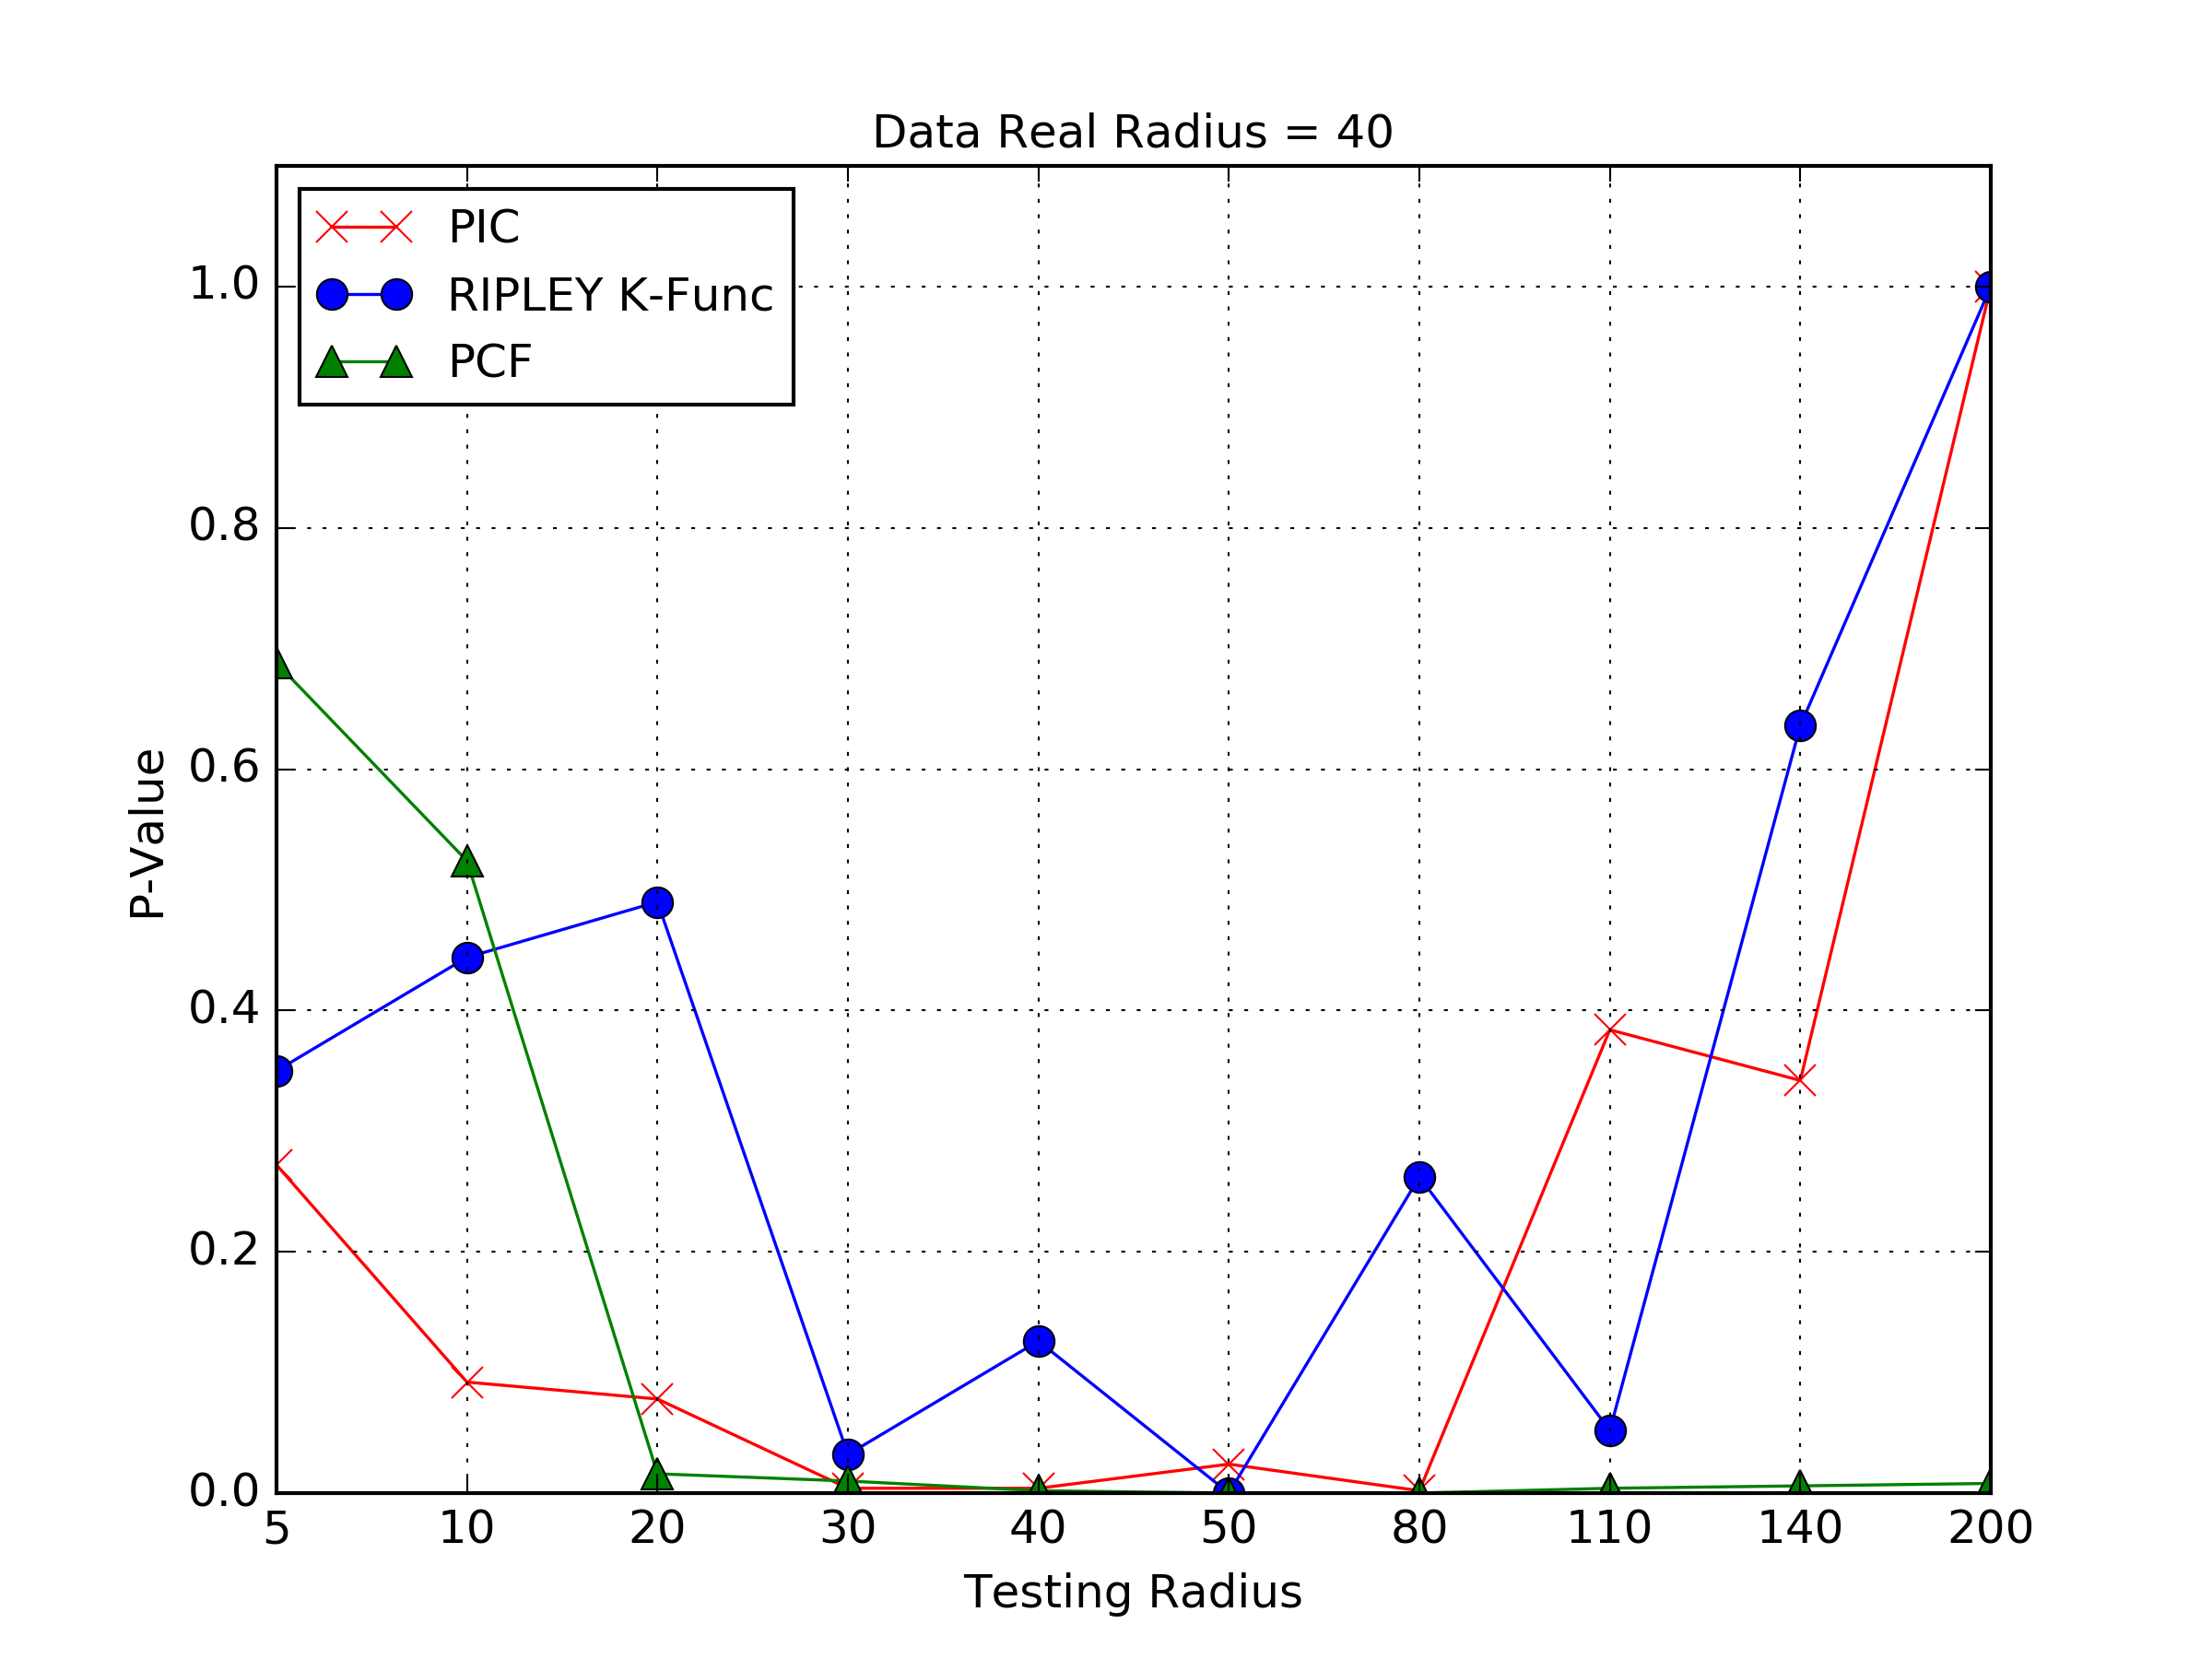 Data Real Radius = 40
PIC
RIPLEY K-Func
PCF
1.0
0.8
0.6
0.4
0.2
0.0
P-Value
5 10 20 30 40 50 80 110 140 200
Testing Radius